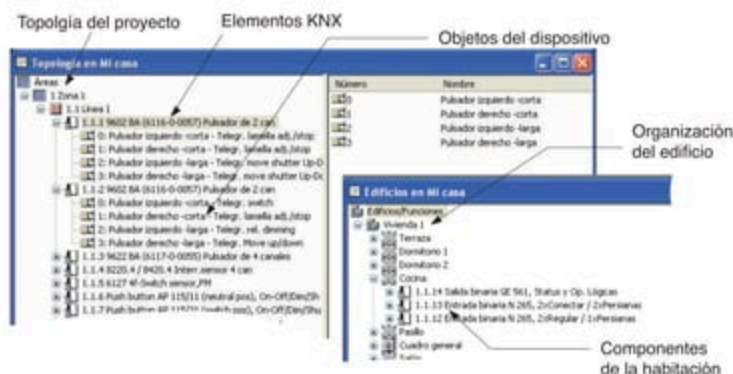 Topolgía del proyecto
Elementos KNX
Objetos del dispositivo
Topología en Mi casa
Áreas
1 Zona 1
1.1 Línea 1
1.1.1 9602 BA (6116-0-0057) Pulsador de 2 can
0: Pulsador izquierdo -corta - Telegr. lamella adj./stop
1: Pulsador derecho -corta - Telegr. lamella adj./stop
2: Pulsador izquierdo -larga - Telegr. move shutter Up-Do
3: Pulsador derecho -larga - Telegr. move shutter Up-Do
1.1.2 9602 BA (6116-0-0057) Pulsador de 2 can
0: Pulsador izquierdo -corta - Telegr. switch
1: Pulsador derecho -corta - Telegr. lamella adj./stop
2: Pulsador izquierdo -larga - Telegr. rel. dimming
3: Pulsador derecho -larga - Telegr. Move up/down
1.1.3 9622 BA (6117-0-0055) Pulsador de 4 canales
1.1.4 8220.4 / 8420.4 Interr.sensor 4 can
1.1.5 6127 4f-Switch sensor,FM
1.1.6 Push button AP 115/11 (neutral pos), On-Off/Dim/Sh
1.1.7 Push button AP (switch pos), On-Off/Dim/Shu
Número Nombre
0 Pulsador izquierdo -corta
1 Pulsador derecho -corta
2 Pulsador izquierdo -larga
3 Pulsador derecho -larga
Organización
del edificio
Edificios en Mi casa
Edificios/Funciones
Vivienda 1
Terraza
Dormitorio 1
Dormitorio 2
Cocina
1.1.14 Salida binaria GE 561, Status y Op. Lógicas
1.1.13 Entrada binaria N 265, 2xConectar / 2xPersianas
1.1.12 Entrada binaria N 265, 2xRegular / 1xPersianas
Pasillo
Cuadro general
Salón
Componentes
de la habitación